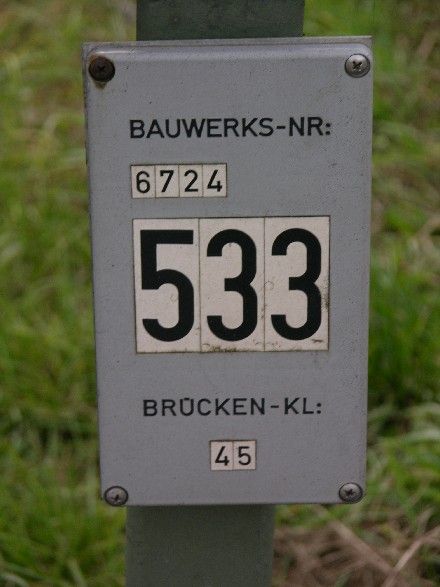 BAUWERKS-NR:
6724
533
BRÜCKEN-KL:
45